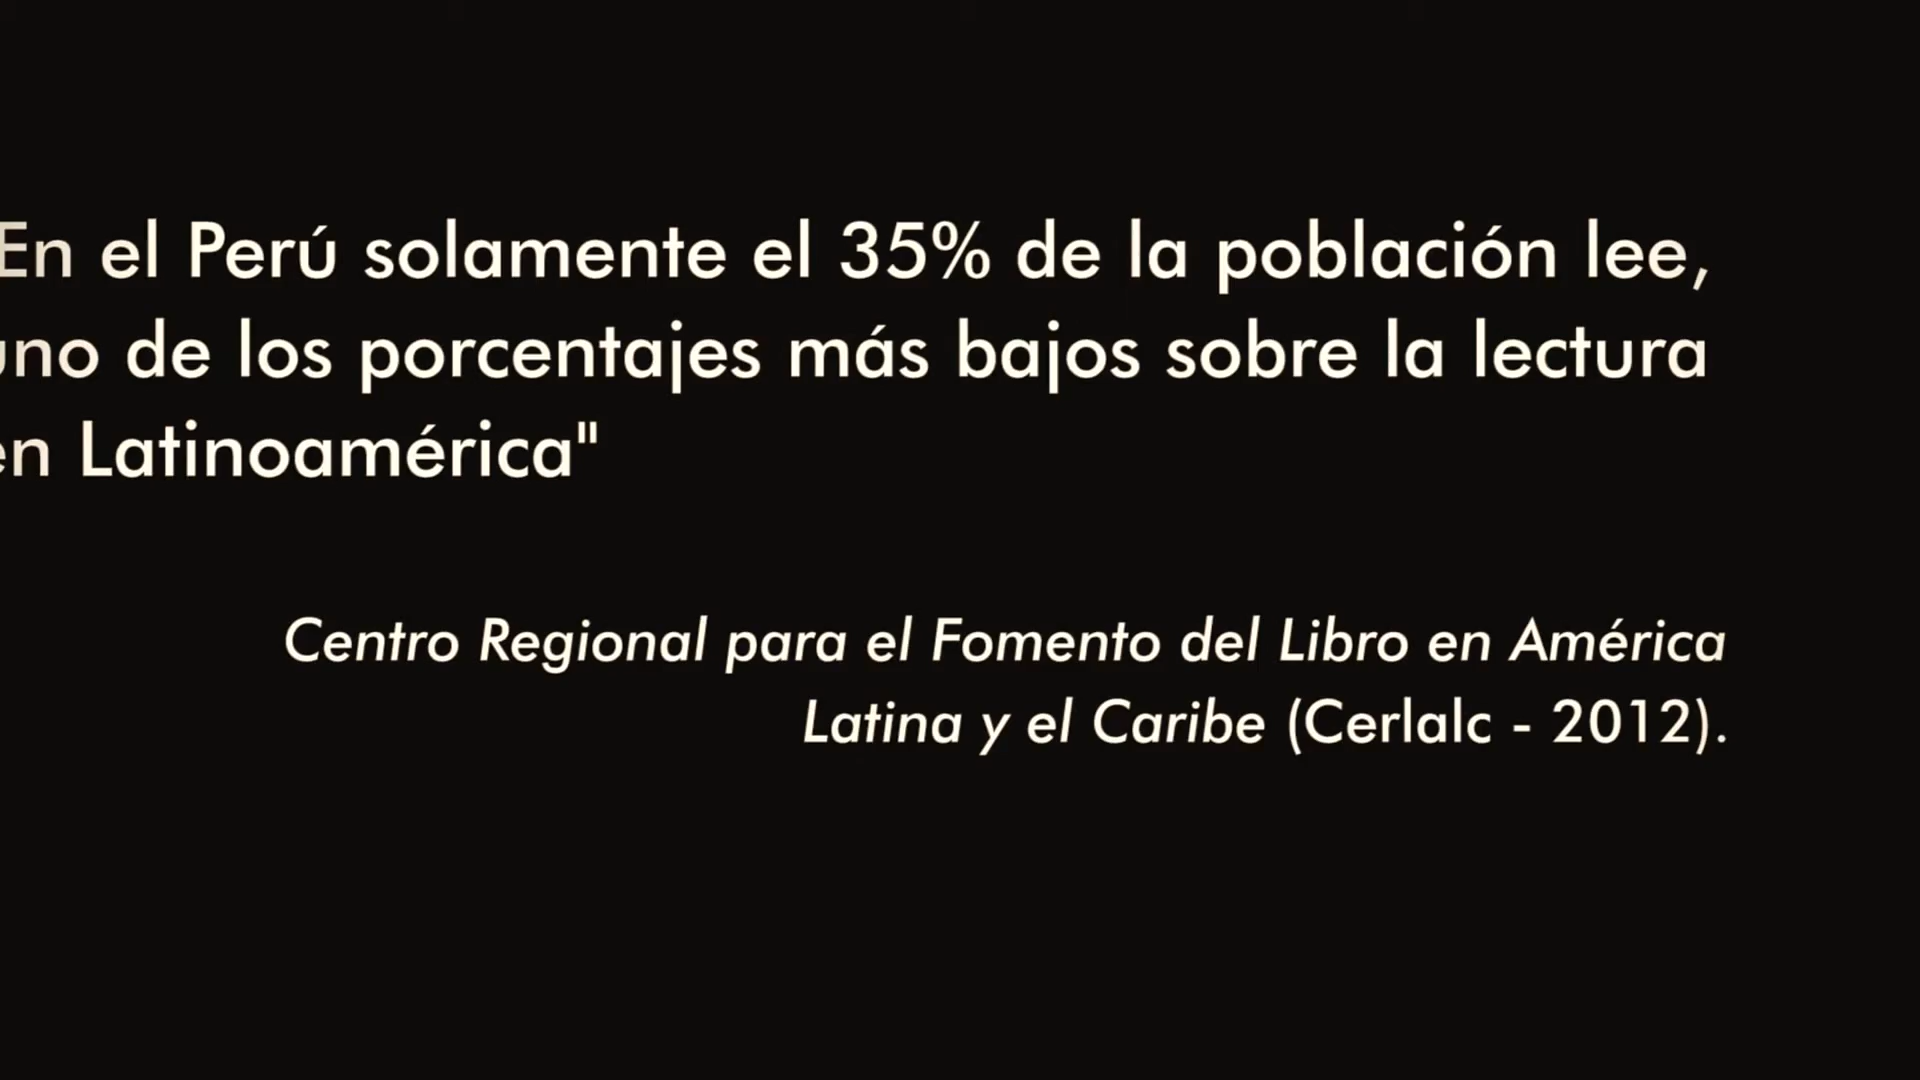 En el Perú solamente el 35% de la población lee,
uno de los porcentajes más bajos sobre la lectura
en Latinoamérica"
Centro Regional para el Fomento del Libro en América
Latina y el Caribe (Cerlalc - 2012).